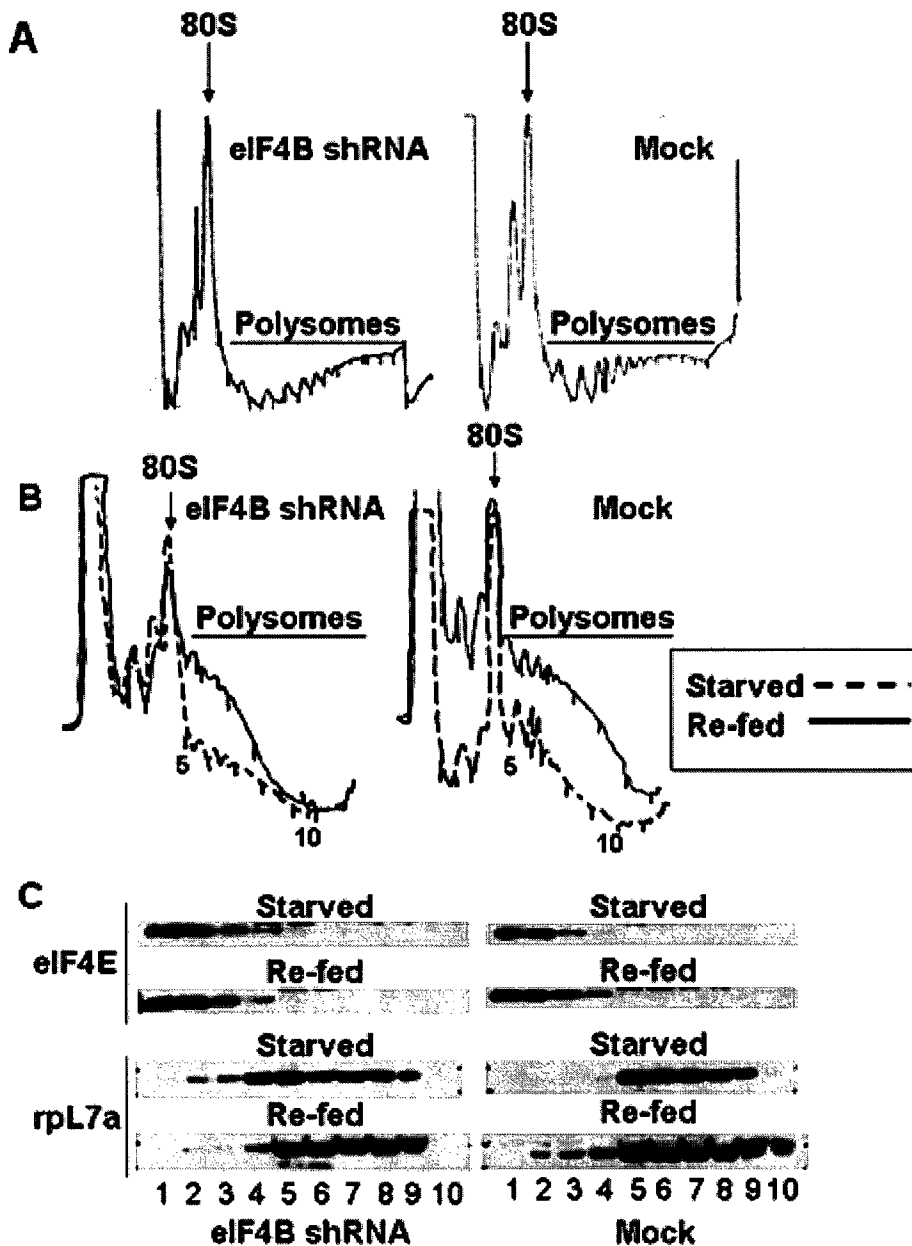 A
80S
80S
eIF4B shRNA
Mock
Polysomes
Polysomes
B
80S
80S
eIF4B shRNA
Mock
Polysomes
Polysomes
5
10
5
10
Starved
Re-fed
C
eIF4E
Starved
Starved
Re-fed
Re-fed
rpL7a
Starved
Starved
Re-fed
Re-fed
1 2 3 4 5 6 7 8 9 10
1 2 3 4 5 6 7 8 9 10
eIF4B shRNA
Mock